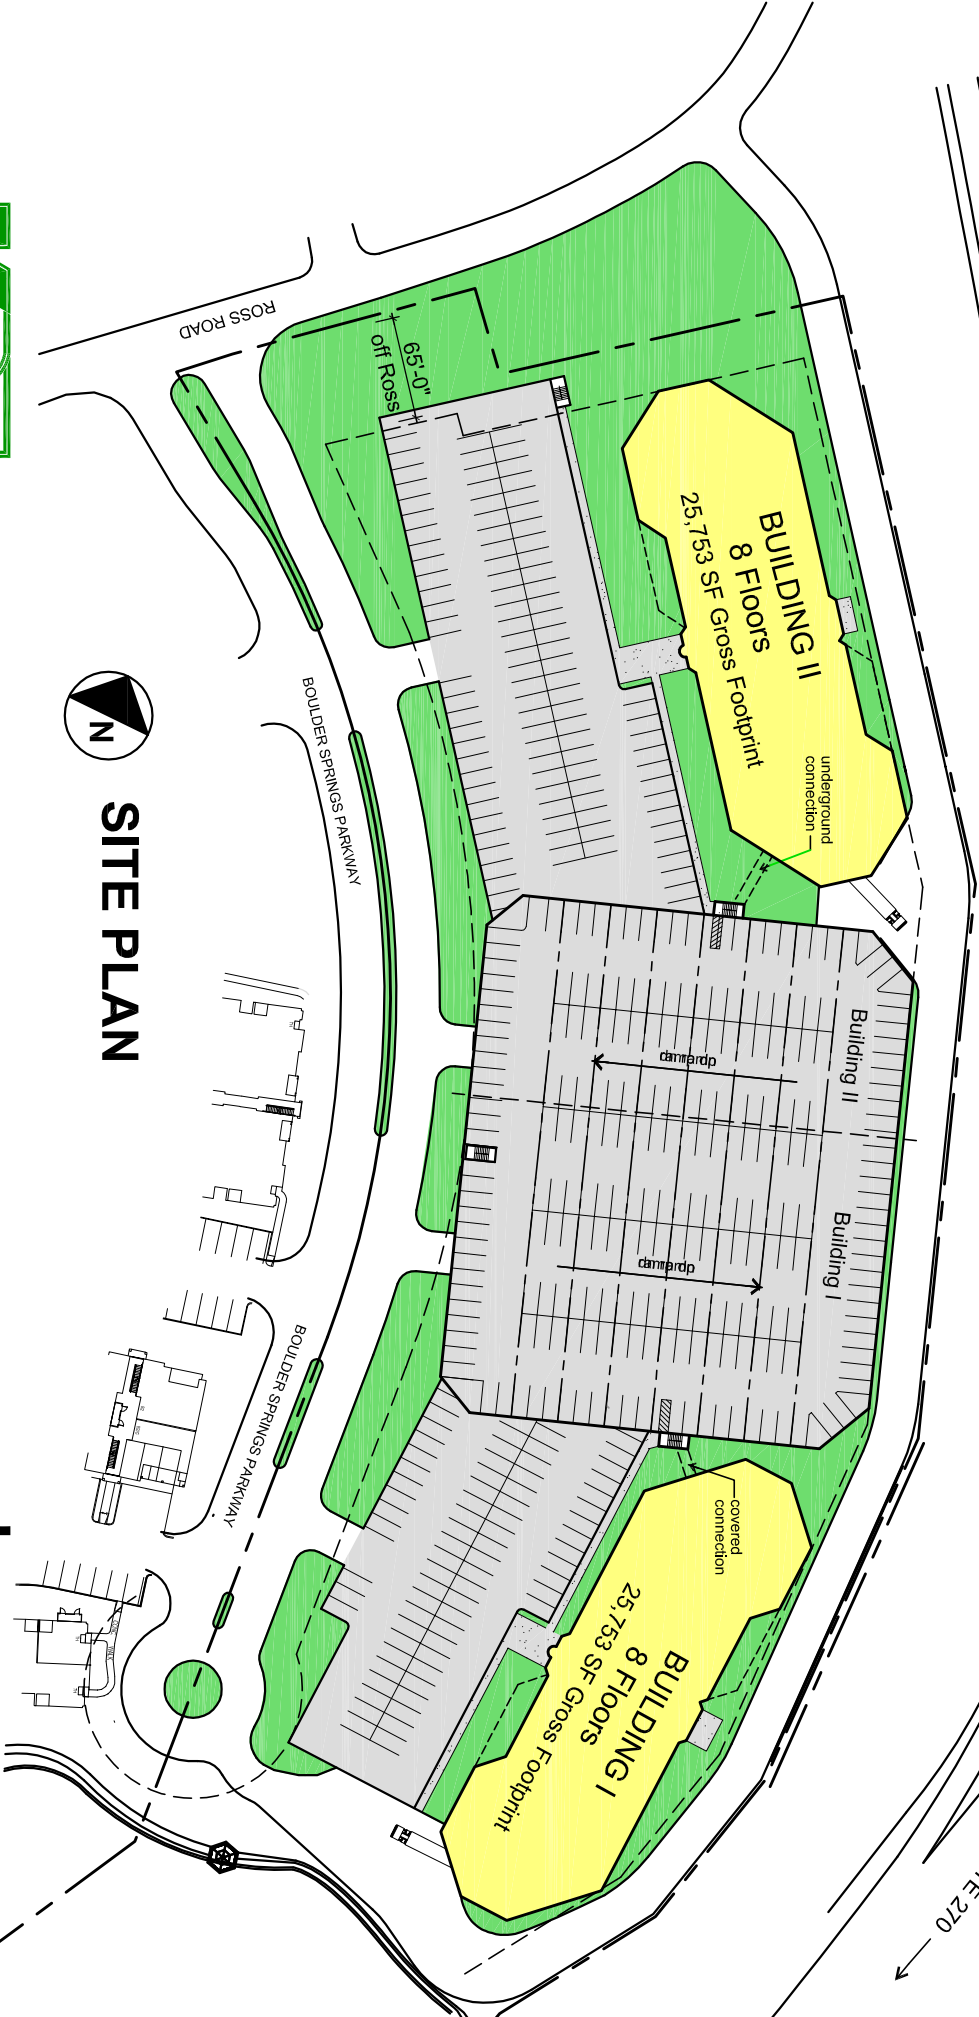 ROSS ROAD
65'-0"
off Ross
BUILDING II
8 Floors
25,753 SF Gross Footprint
underground
connection
BOULDER SPRINGS PARKWAY
N
SITE PLAN
Building II
Building I
BOULDER SPRINGS PARKWAY
covered
connection
BUILDING I
8 Floors
25,753 SF Gross Footprint
270